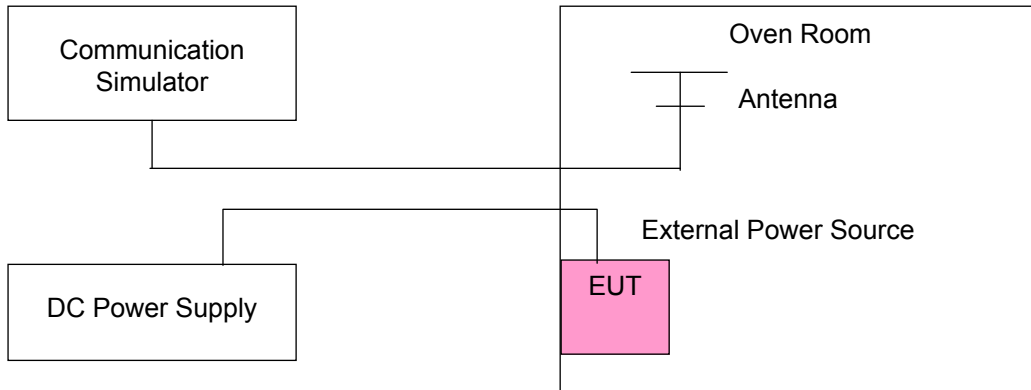 Communication
Simulator
Oven Room
Antenna
External Power Source
DC Power Supply
EUT